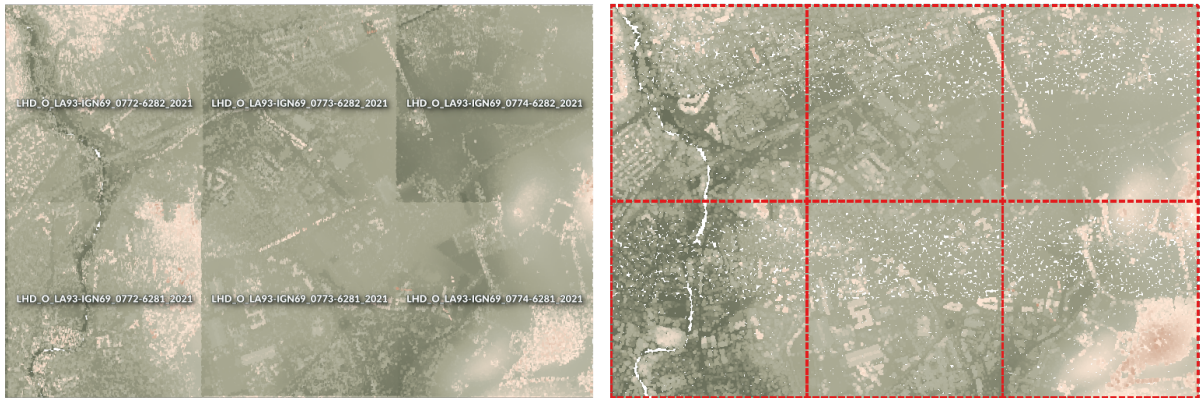 LHD_O_LA93-IGN69_0772-6282_2021
LHD_O_LA93-IGN69_0773-6282_2021
LHD_O_LA93-IGN69_0774-6282_2021
LHD_O_LA93-IGN69_0772-6281_2021
LHD_O_LA93-IGN69_0773-6281_2021
LHD_O_LA93-IGN69_0774-6281_2021